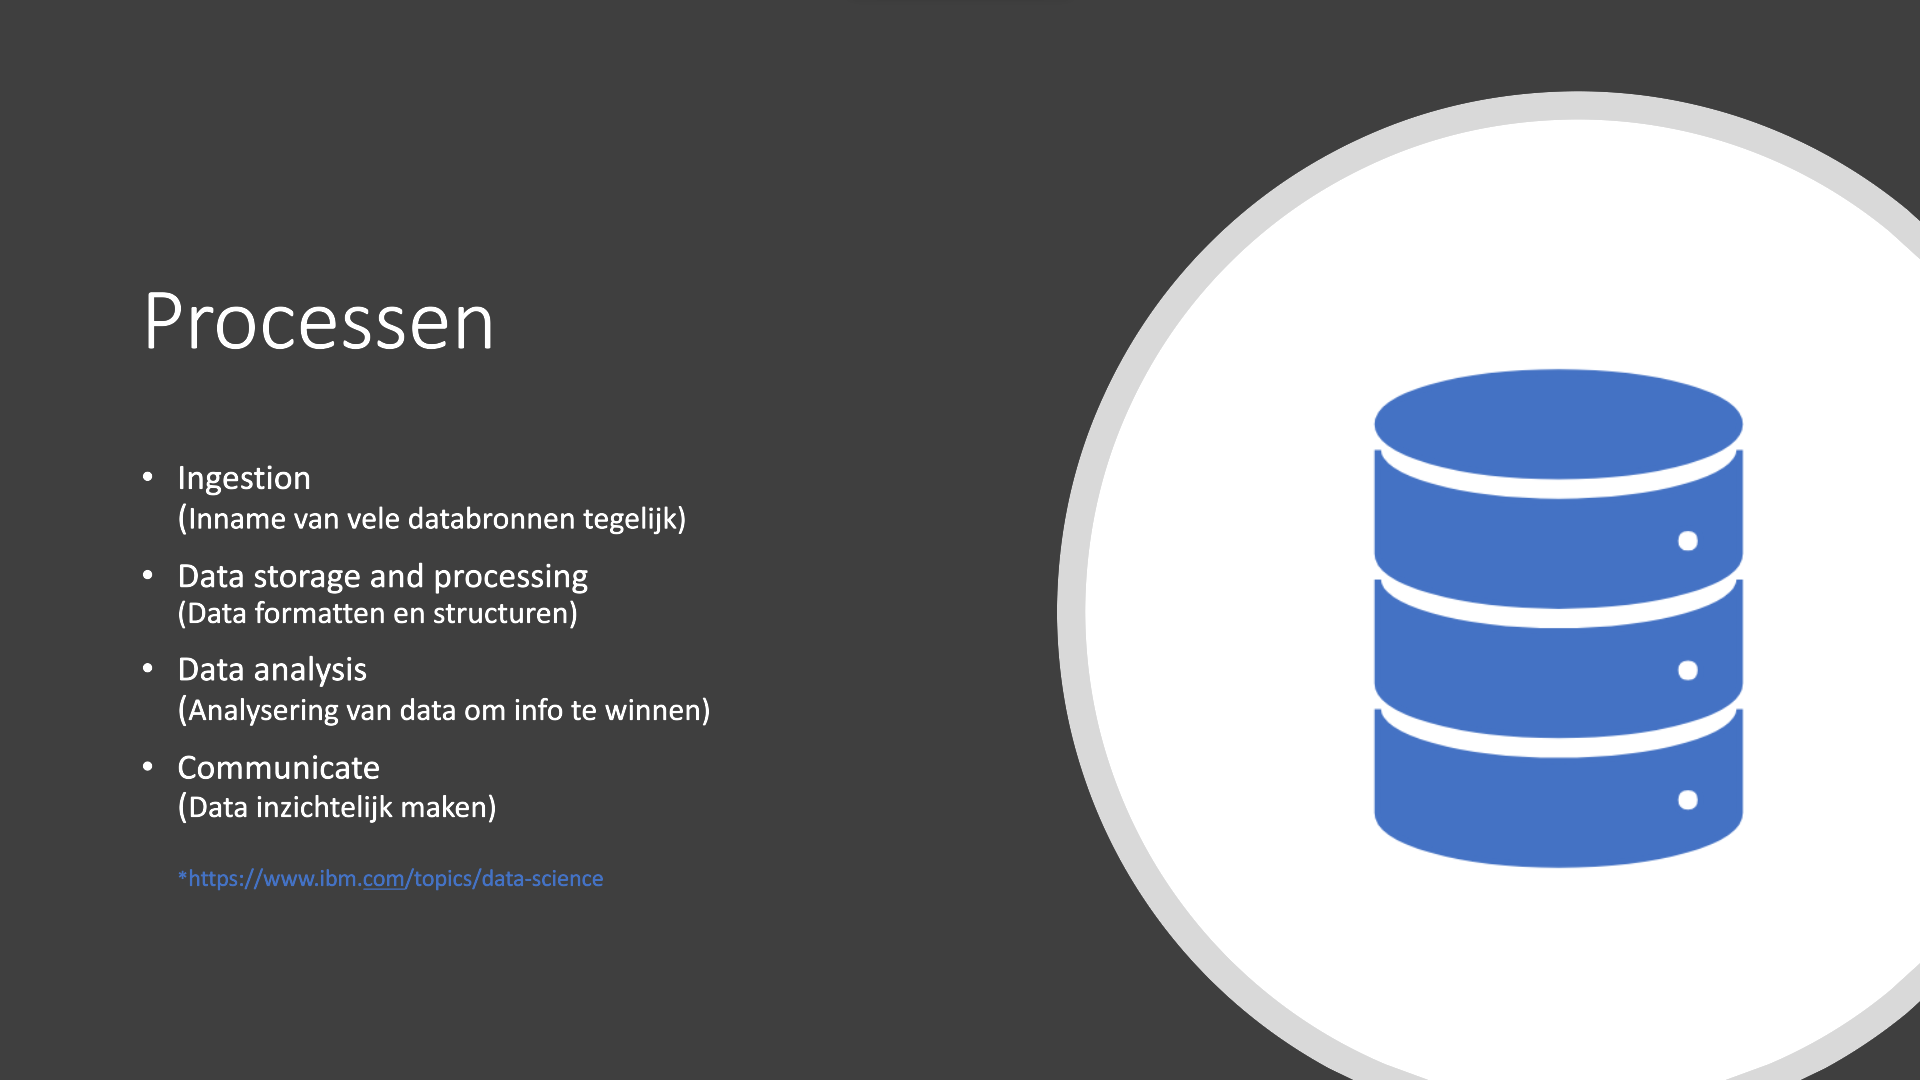 Processen
• Ingestion
(Inname van vele databronnen tegelijk)
• Data storage and processing
(Data formatten en structuren)
• Data analysis
(Analysering van data om info te winnen)
• Communicate
(Data inzichtelijk maken)
*https://www.ibm.com/topics/data-science